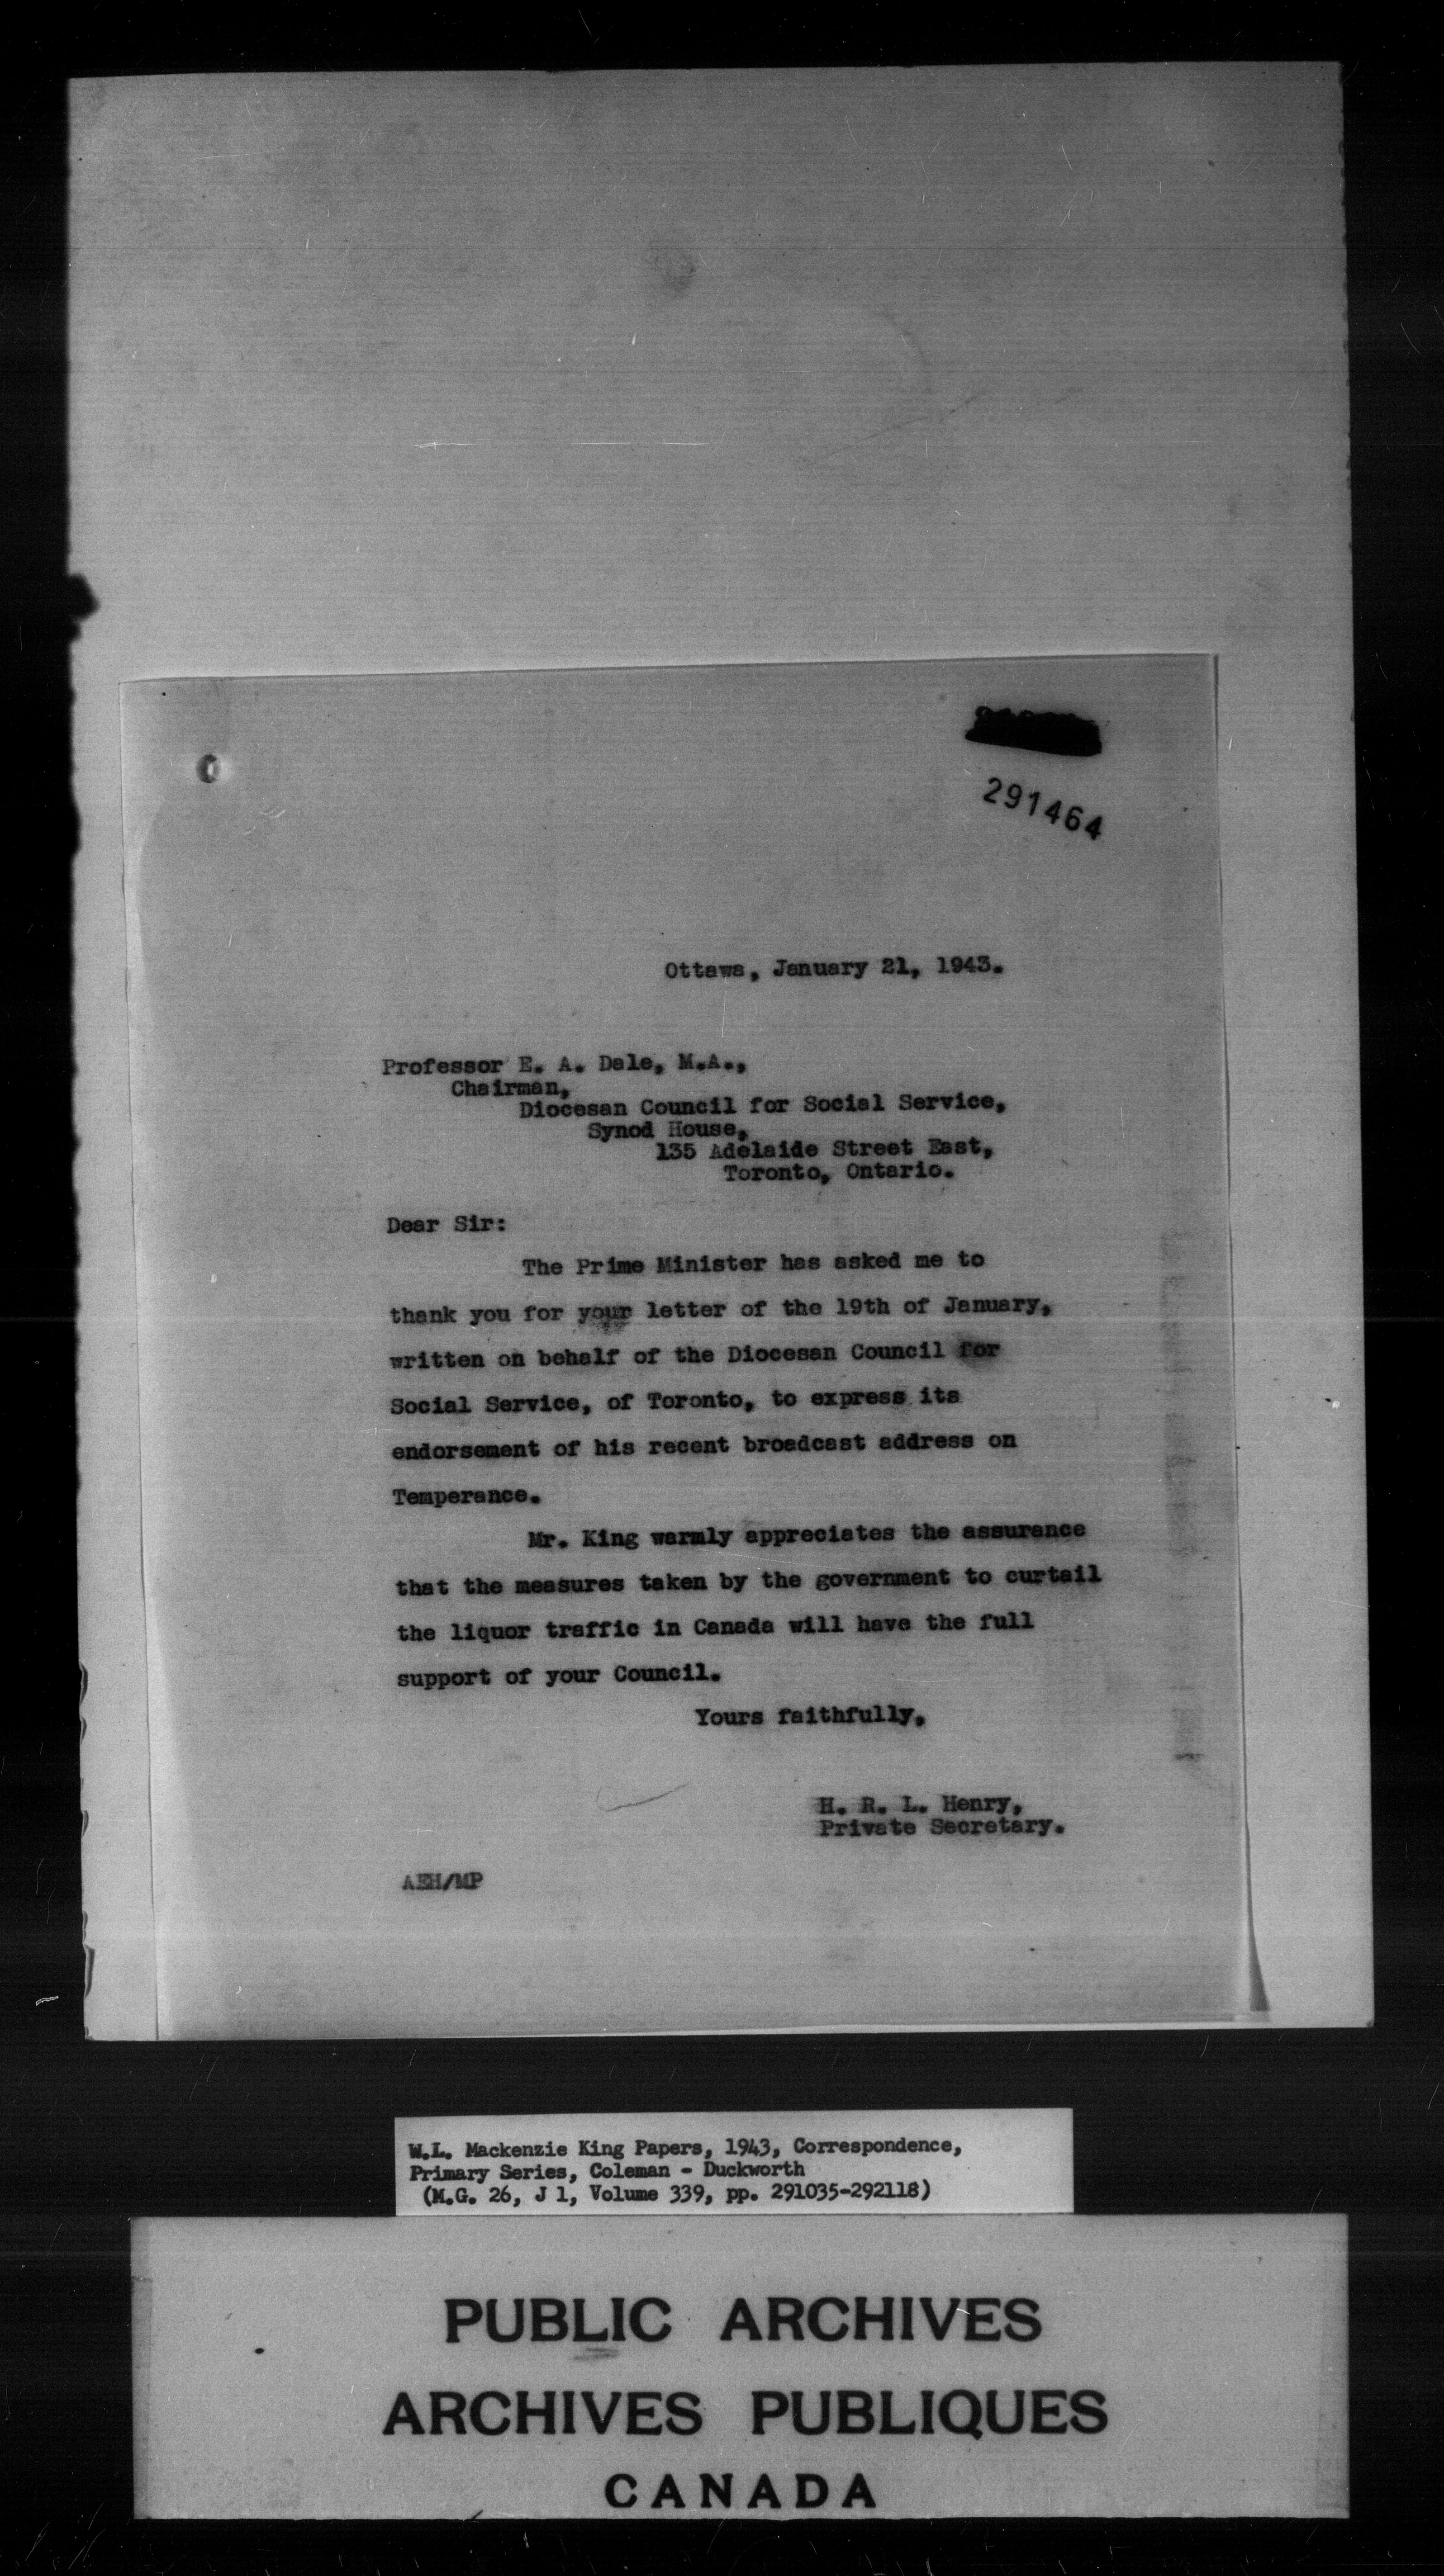 291464
Ottawa, January 21, 1943.
Professor E. A. Dale, M.A.,
Chairman,
Diocesan Council for Social Service,
Synod House,
135 Adelaide Street East,
Toronto, Ontario.
Dear Sir:
The Prime Minister has asked me to
thank you for your letter of the 19th of January,
written on behalf of the Diocesan Council for
Social Service, of Toronto, to express its
endorsement of his recent broadcast address on
Temperance.
Mr. King warmly appreciates the assurance
that the measures taken by the government to curtail
the liquor traffic in Canada will have the full
support of your Council.
Yours faithfully,
H. R. L. Henry,
Private Secretary.
AEH/MP
W.L. Mackenzie King Papers, 1943, Correspondence,
Primary Series, Coleman - Duckworth
(M.G. 26, J 1, Volume 339, pp. 291035-292118)
PUBLIC ARCHIVES
ARCHIVES PUBLIQUES
CANADA